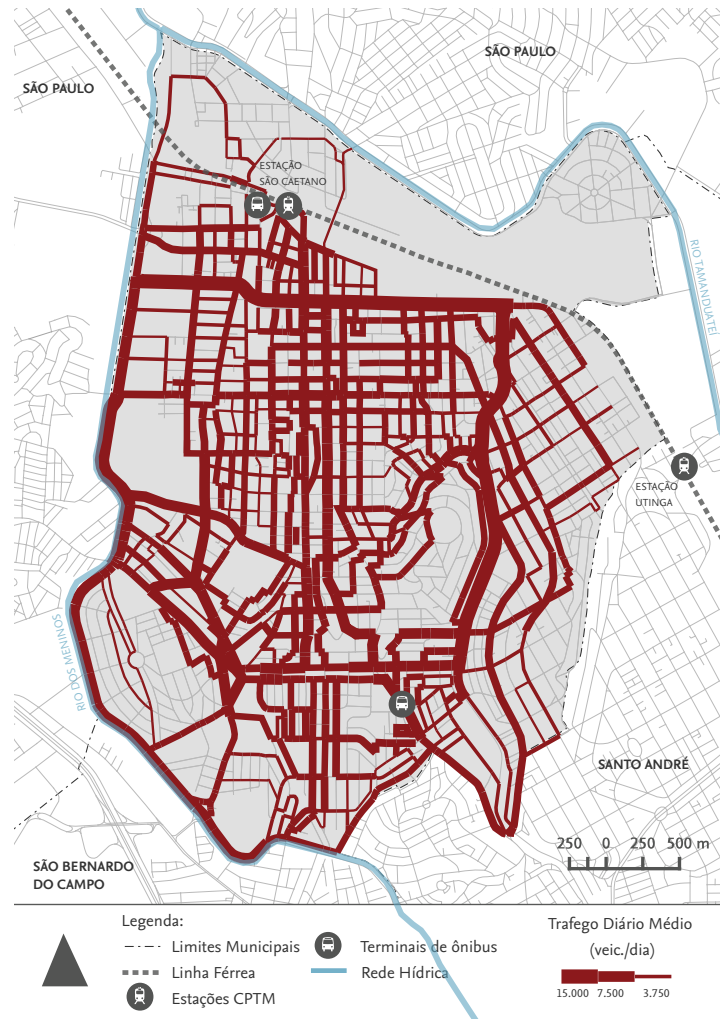 SÃO PAULO
SÃO PAULO
ESTAÇÃO
SÃO CAETANO
RIO TAMANDUATEÍ
ESTAÇÃO
UTINGA
RIO DOS MENINOS
SANTO ANDRÉ
250 0 250 500 m
SÃO BERNARDO
DO CAMPO
Legenda:
Limites Municipais
Linha Férrea
Estações CPTM
Terminais de ônibus
Rede Hídrica
Trafego Diário Médio
(veic./dia)
15.000 7.500 3.750